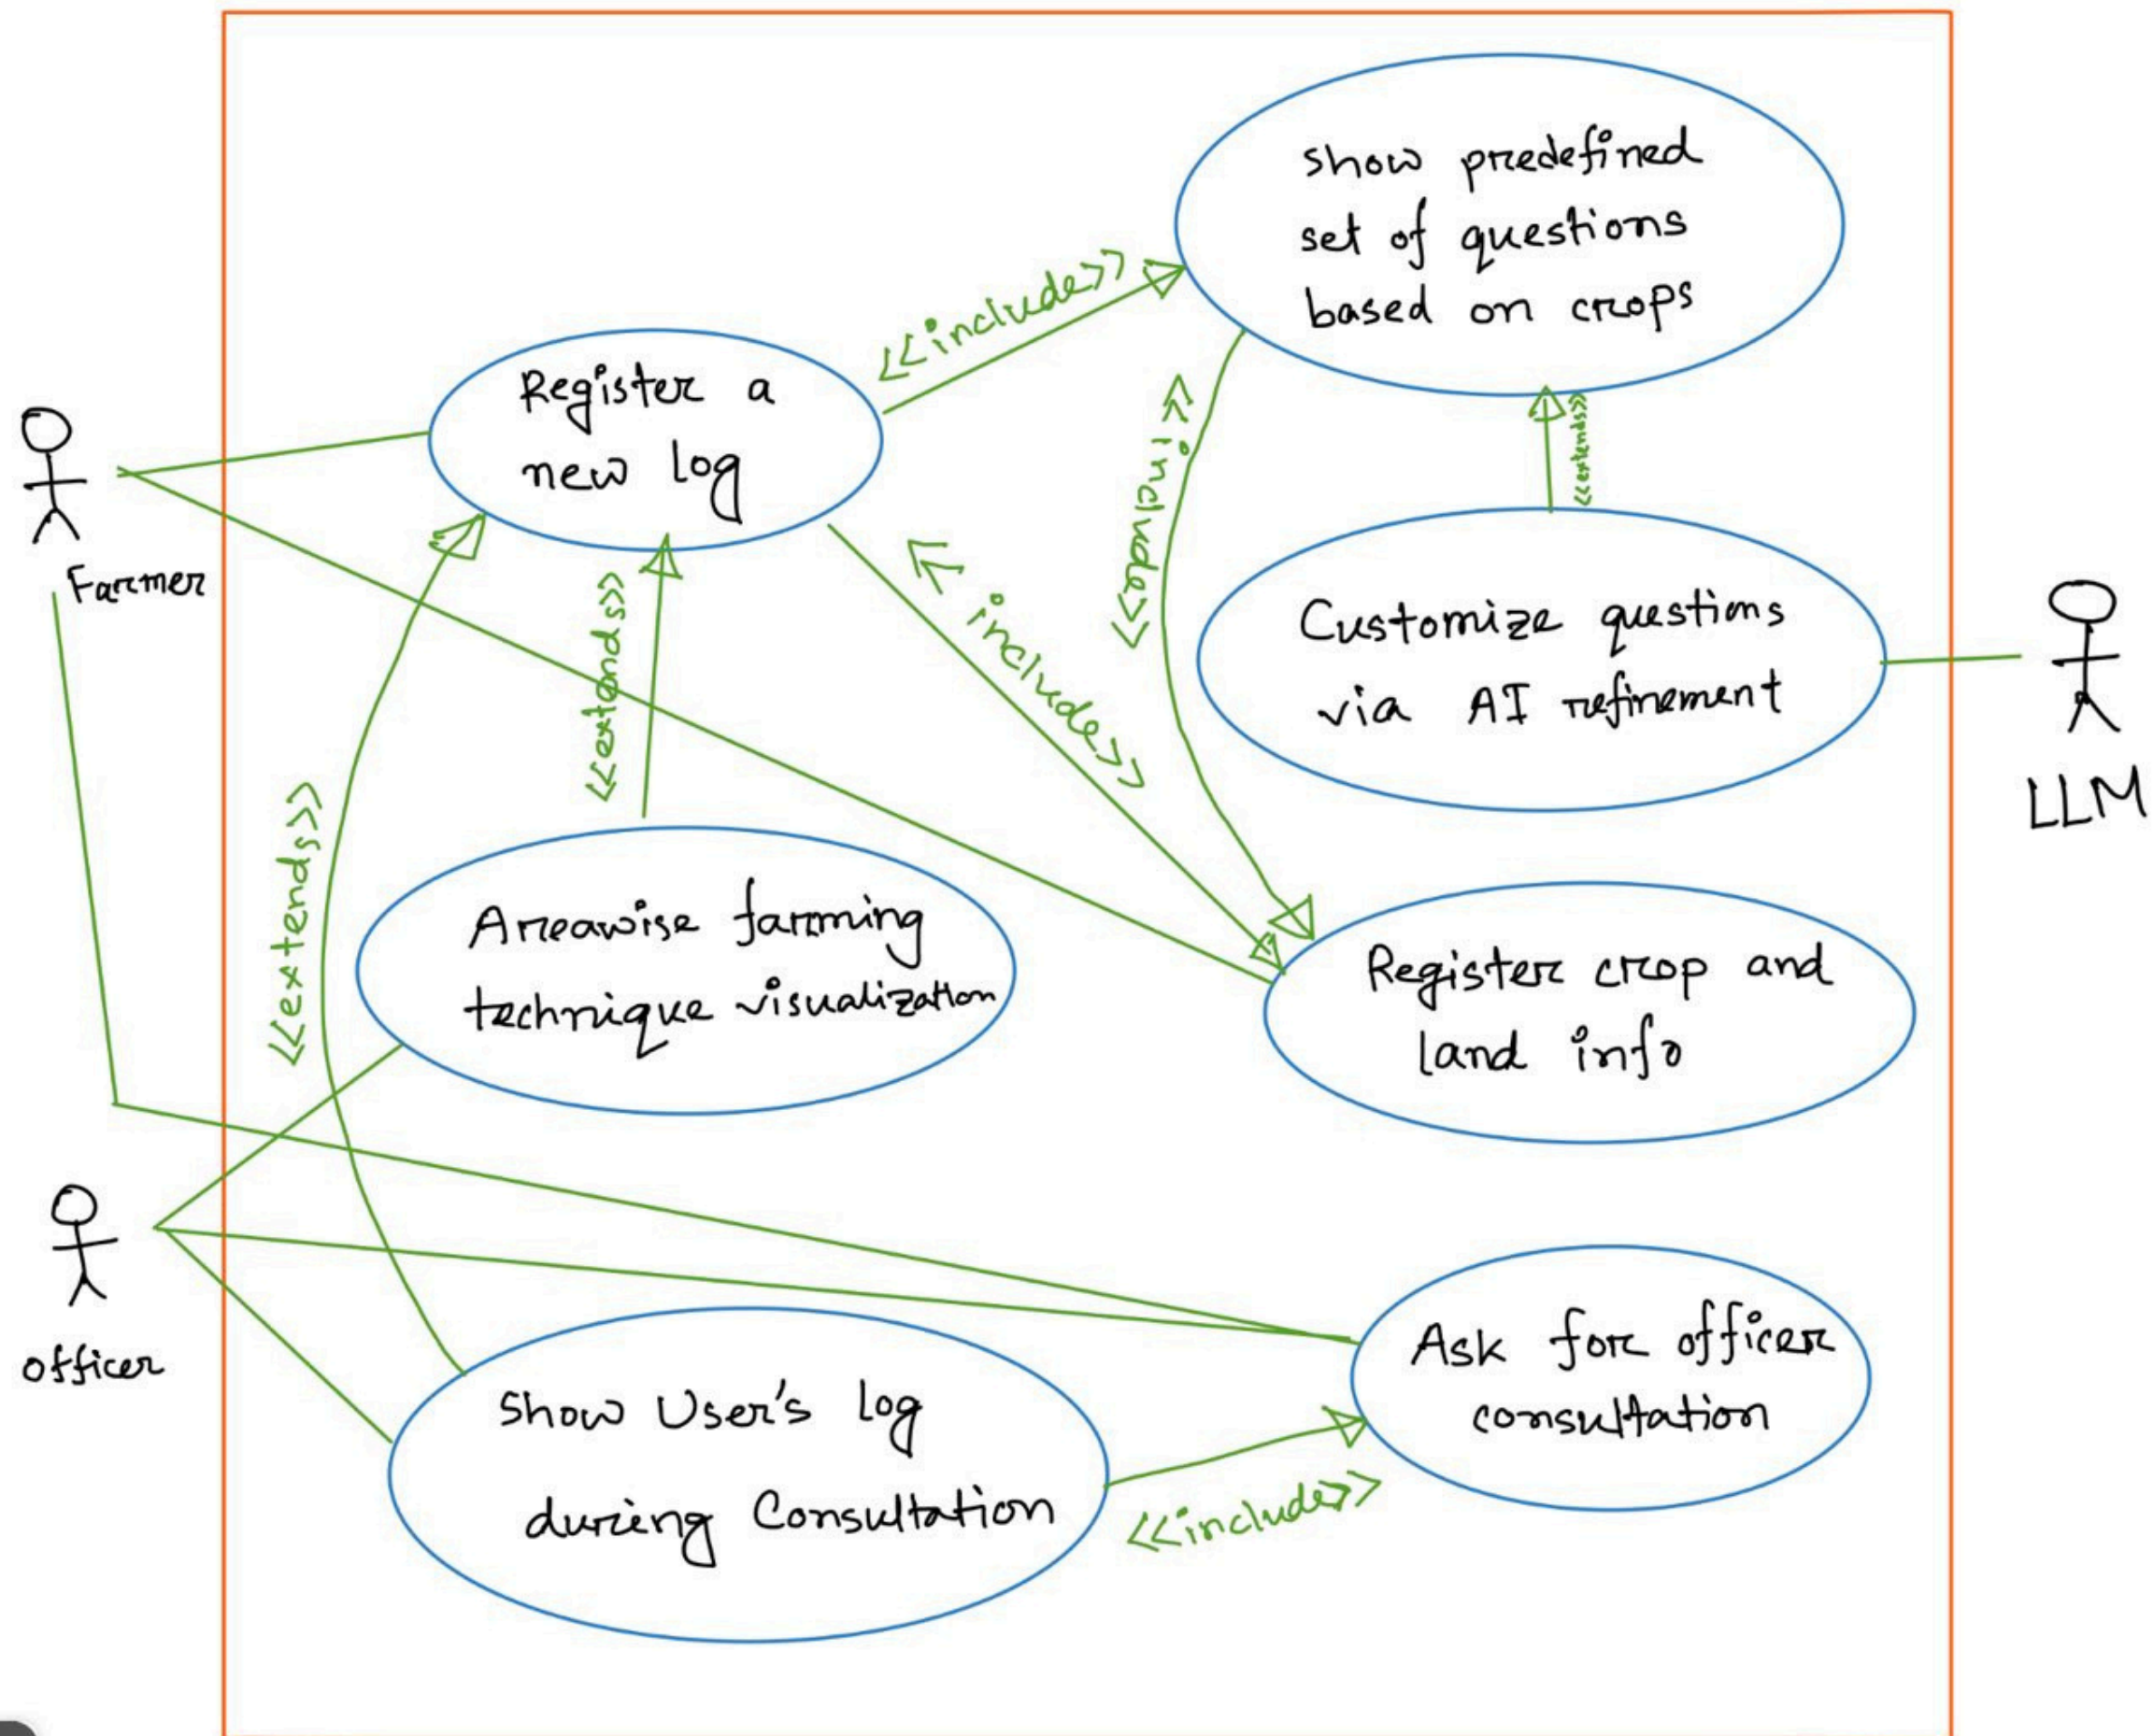 show predefined
set of questions
based on crops
<<include>>
Register a
new log
<<include>>
<<extends>>
Farmer
<<extends>>
<<include>>
Customize questions
via AI refinement
LLM
<<extends>>
Areawise farming
technique visualization
Register crop and
land info
officer
Ask for officer
consultation
Show User's log
during Consultation
<<include>>